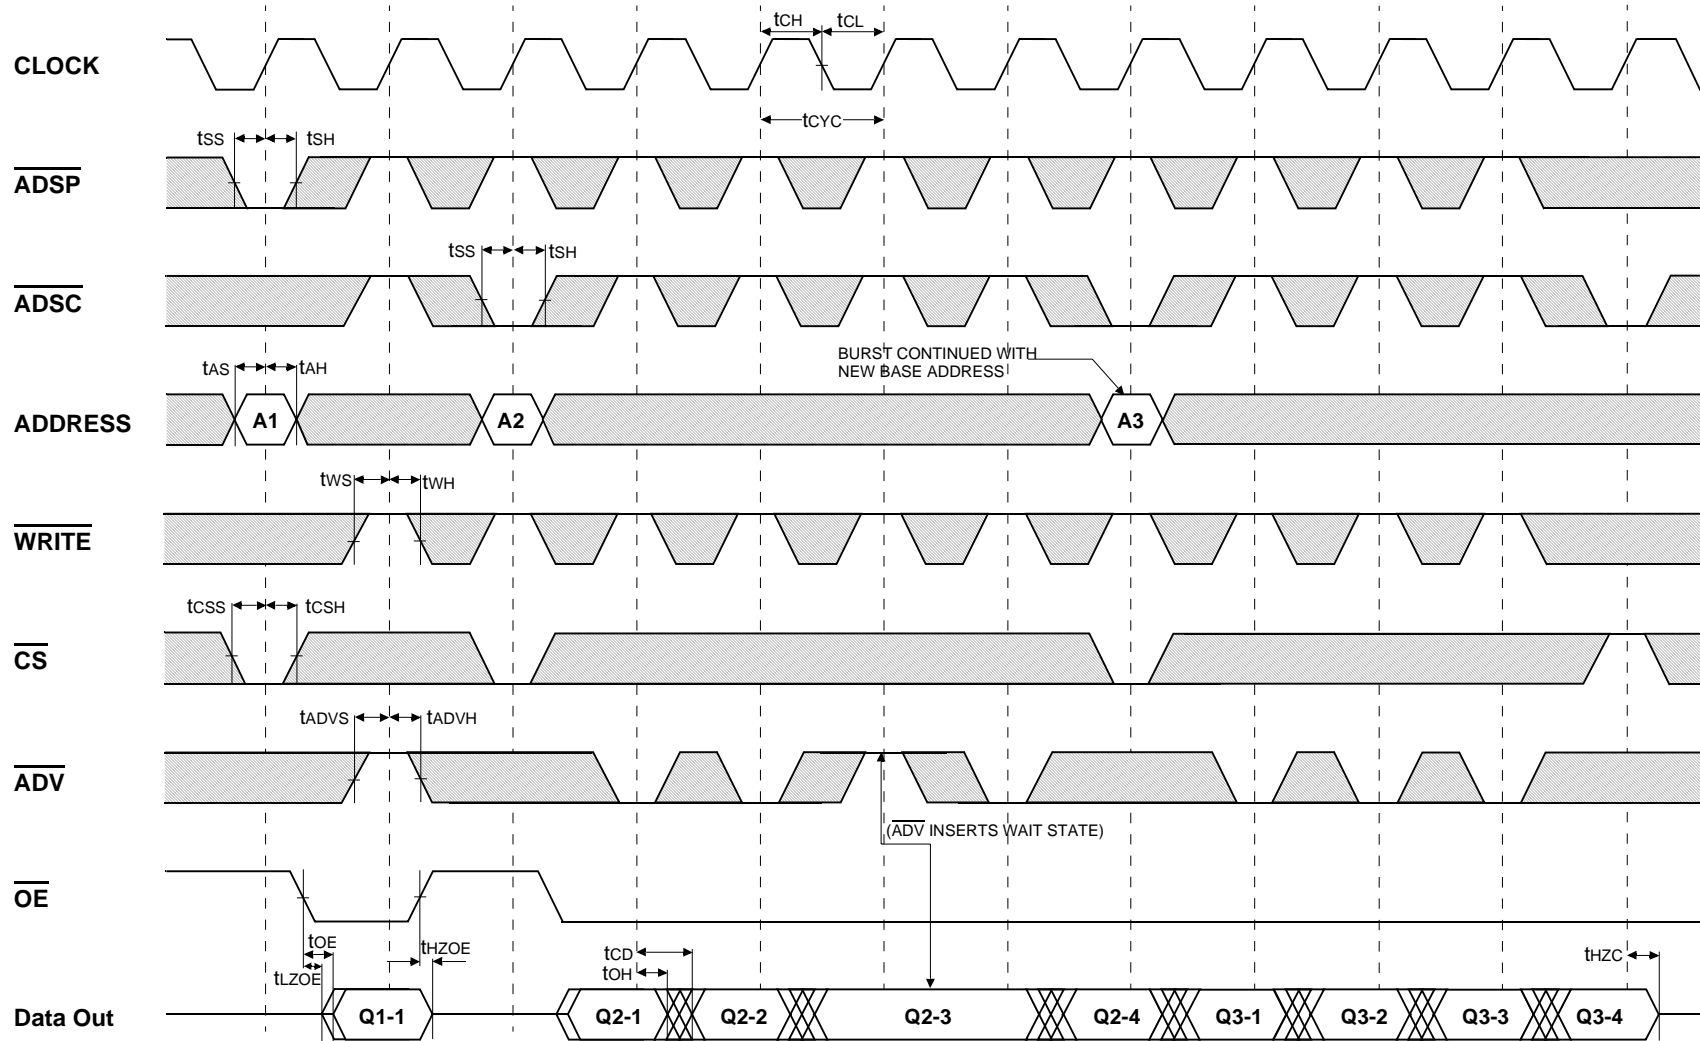 tCH tCL
CLOCK
tCYC
tSS tSH
ADSP
tSS tSH
ADSC
BURST CONTINUED WITH
NEW BASE ADDRESS
tAS tAH
ADDRESS A1 A2 A3
tWS tWH
WRITE
tCSS tCSH
CS
tADVS tADVH
ADV
(ADV INSERTS WAIT STATE)
OE
tOE tHZOE tCD tHZC
tLZOE tOH
Data Out Q1-1 Q2-1 Q2-2 Q2-3 Q2-4 Q3-1 Q3-2 Q3-3 Q3-4